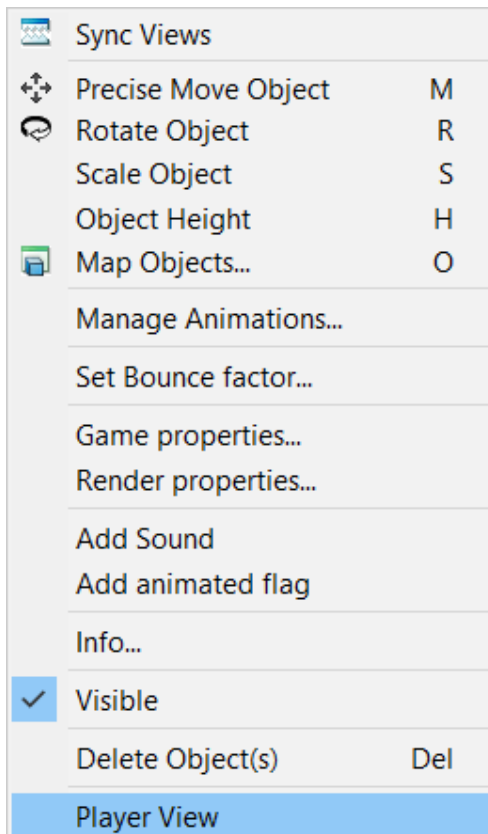 Sync Views
Precise Move Object M
Rotate Object R
Scale Object S
Object Height H
Map Objects... O
Manage Animations...
Set Bounce factor...
Game properties...
Render properties...
Add Sound
Add animated flag
Info...
Visible
Delete Object(s) Del
Player View